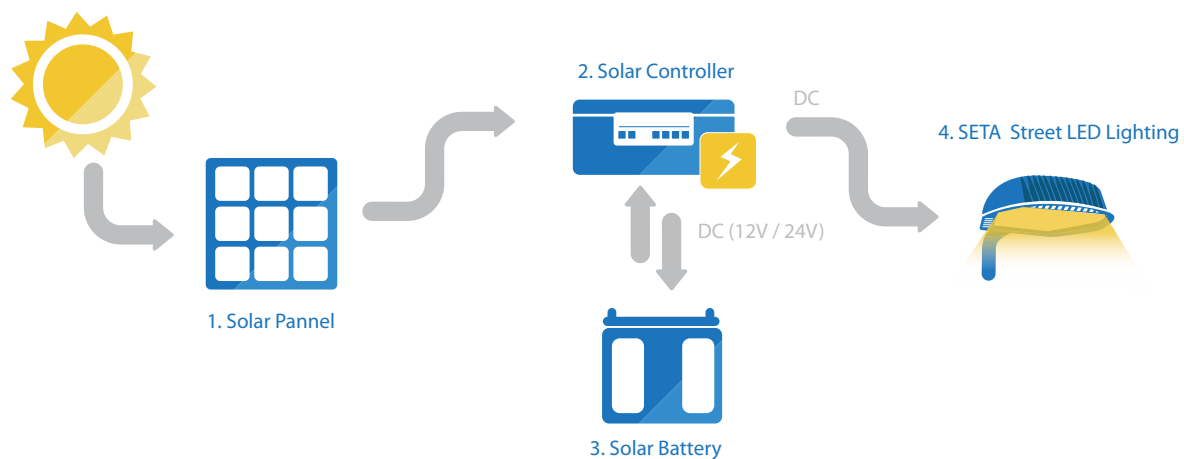 2. Solar Controller
DC
4. SETA  Street LED Lighting
DC (12V / 24V)
1. Solar Pannel
3. Solar Battery